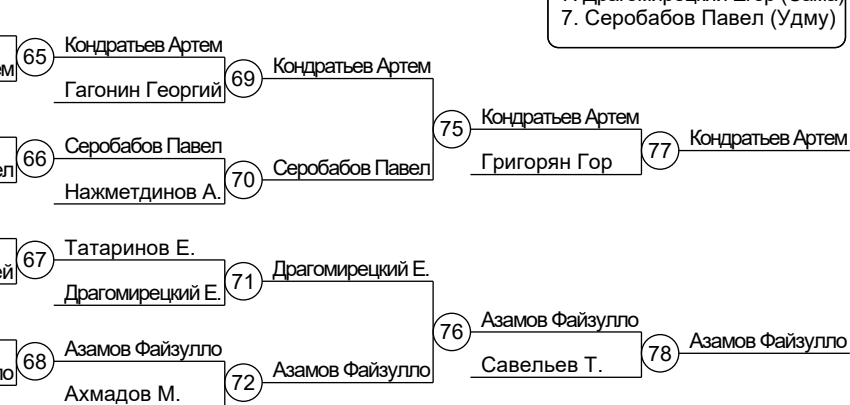 7. Серобабов Павел (Удму)
65
Кондратьев Артем
Гагонин Георгий
69
Кондратьев Артем
66
Серобабов Павел
Нажметдинов А.
70
Серобабов Павел
75
Кондратьев Артем
Григорян Гор
77
Кондратьев Артем
67
Татаринов Е.
Драгомирецкий Е.
71
Драгомирецкий Е.
68
Азамов Файзулло
Ахмадов М.
72
Азамов Файзулло
76
Азамов Файзулло
Савельев Т.
78
Азамов Файзулло